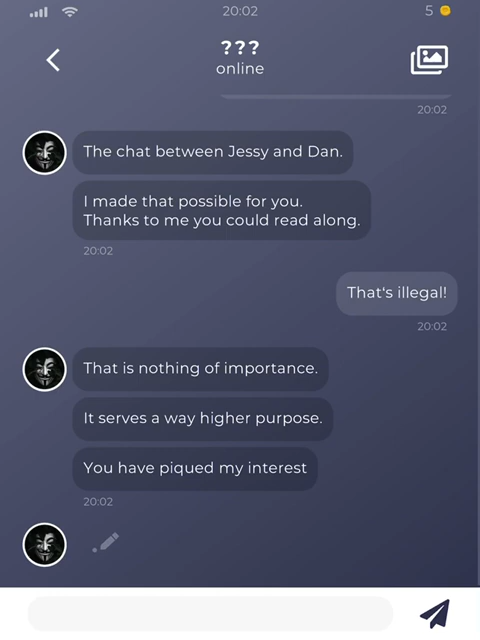 20:02
5
???
online
20:02
The chat between Jessy and Dan.
I made that possible for you.
Thanks to me you could read along.
20:02
That's illegal!
20:02
That is nothing of importance.
It serves a way higher purpose.
You have piqued my interest
20:02